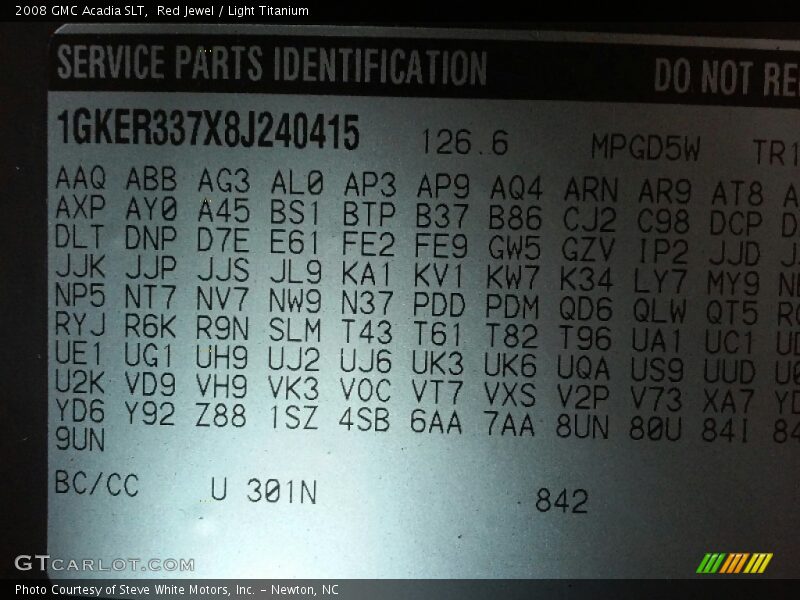 2008 GMC Acadia SLT, Red Jewel / Light Titanium
SERVICE PARTS IDENTIFICATION DO NOT RE
1GKER337X8J240415 126.6 MPGD5W TR1
AAQ ABB AG3 AL0 AP3 AP9 AQ4 ARN AR9 AT8 A
AXP AY0 A45 BS1 BTP B37 B86 CJ2 C98 DCP D
DLT DNP D7E E61 FE2 FE9 GW5 GZV IP2 JJD J
JJK JJP JJS JL9 KA1 KV1 KW7 K34 LY7 MY9 N
NP5 NT7 NV7 NW9 N37 PDD PDM QD6 QLW QT5 R
RYJ R6K R9N SLM T43 T61 T82 T96 UA1 UC1 UD
UE1 UG1 UH9 UJ2 UJ6 UK3 UK6 UQA US9 UUD U
U2K VD9 VH9 VK3 VOC VT7 VXS V2P V73 XA7 YD
YD6 Y92 Z88 1SZ 4SB 6AA 7AA 8UN 80U 84I 84
9UN
BC/CC U 301N 842
GTCARLOT.COM
Photo Courtesy of Steve White Motors, Inc. – Newton, NC